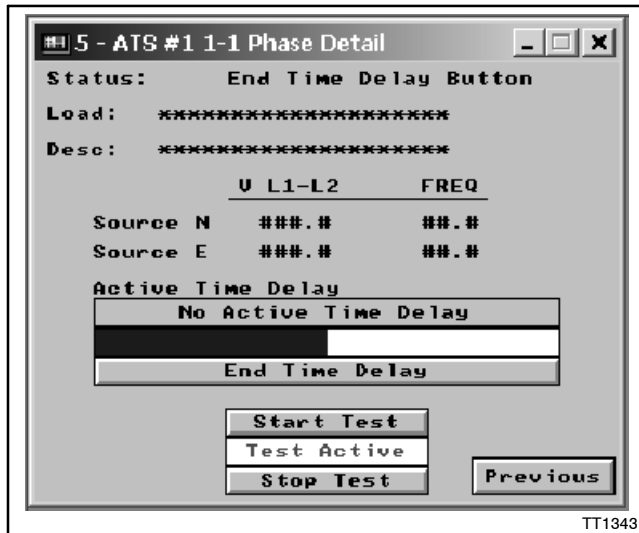 5 - ATS #1 1-1 Phase Detail
Status: End Time Delay Button
Load: ********************
Desc: ********************
V L1-L2 FREQ
Source N ###.# ##.#
Source E ###.# ##.#
Active Time Delay
No Active Time Delay
End Time Delay
Start Test
Test Active
Stop Test
Previous
TT1343